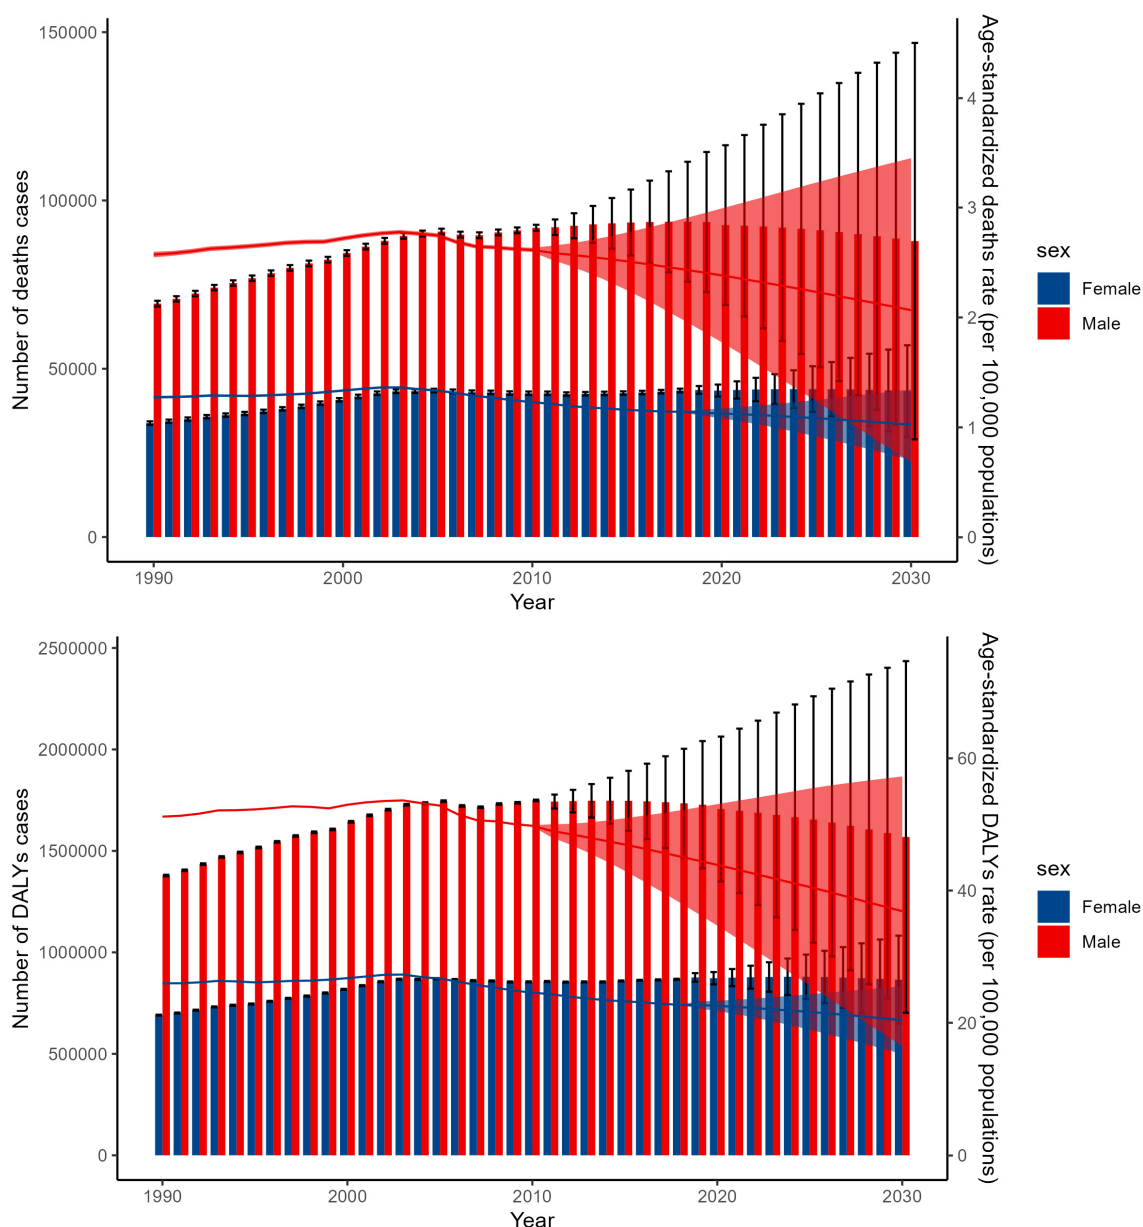 Number of deaths cases
150000
100000
50000
0
Age-standardized deaths rate (per 100,000 populations)
4
3
2
1
0
1990 2000 2010 2020 2030
Year
sex
Female
Male
Number of DALYs cases
2500000
2000000
1500000
1000000
500000
0
Age-standardized DALYs rate (per 100,000 populations)
60
40
20
0
1990 2000 2010 2020 2030
Year
sex
Female
Male